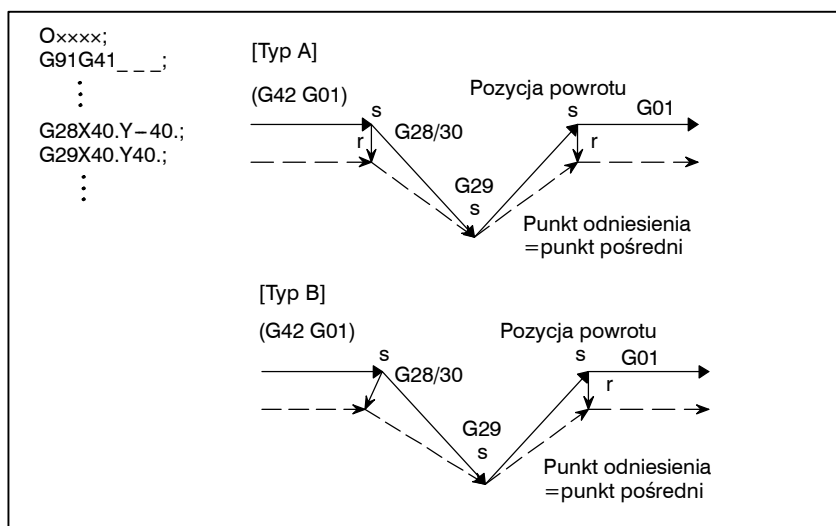 O××××;
G91G41_ _ _;
G28X40.Y−40.;
G29X40.Y40.;
[Typ A]
(G42 G01)
Pozycja powrotu
s
s
G01
G28/30
r
r
G29
s
Punkt odniesienia
=punkt pośredni
[Typ B]
(G42 G01)
Pozycja powrotu
s
s
G01
G28/30
r
G29
s
Punkt odniesienia
=punkt pośredni